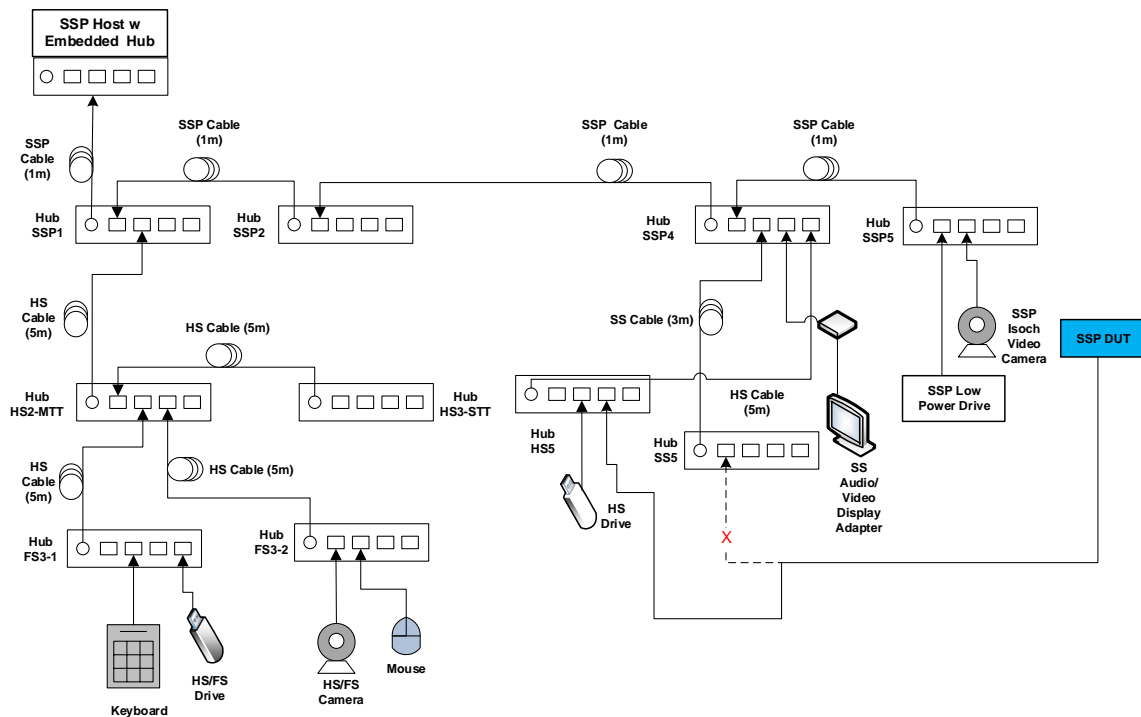 SSP Host w
Embedded Hub
SSP
Cable
(1m)
SSP Cable
(1m)
SSP Cable
(1m)
SSP Cable
(1m)
Hub
SSP1
Hub
SSP2
Hub
SSP4
Hub
SSP5
HS
Cable
(5m)
HS Cable (5m)
SS Cable (3m)
SSP
Isoch
Video
Camera
SSP DUT
SSP Low
Power Drive
Hub
HS2-MTT
Hub
HS3-STT
Hub
HS5
HS Cable
(5m)
Hub
SS5
HS
Cable
(5m)
HS Cable (5m)
HS
Drive
SS
Audio/
Video
Display
Adapter
X
Hub
FS3-1
Hub
FS3-2
Keyboard
HS/FS
Drive
HS/FS
Camera
Mouse